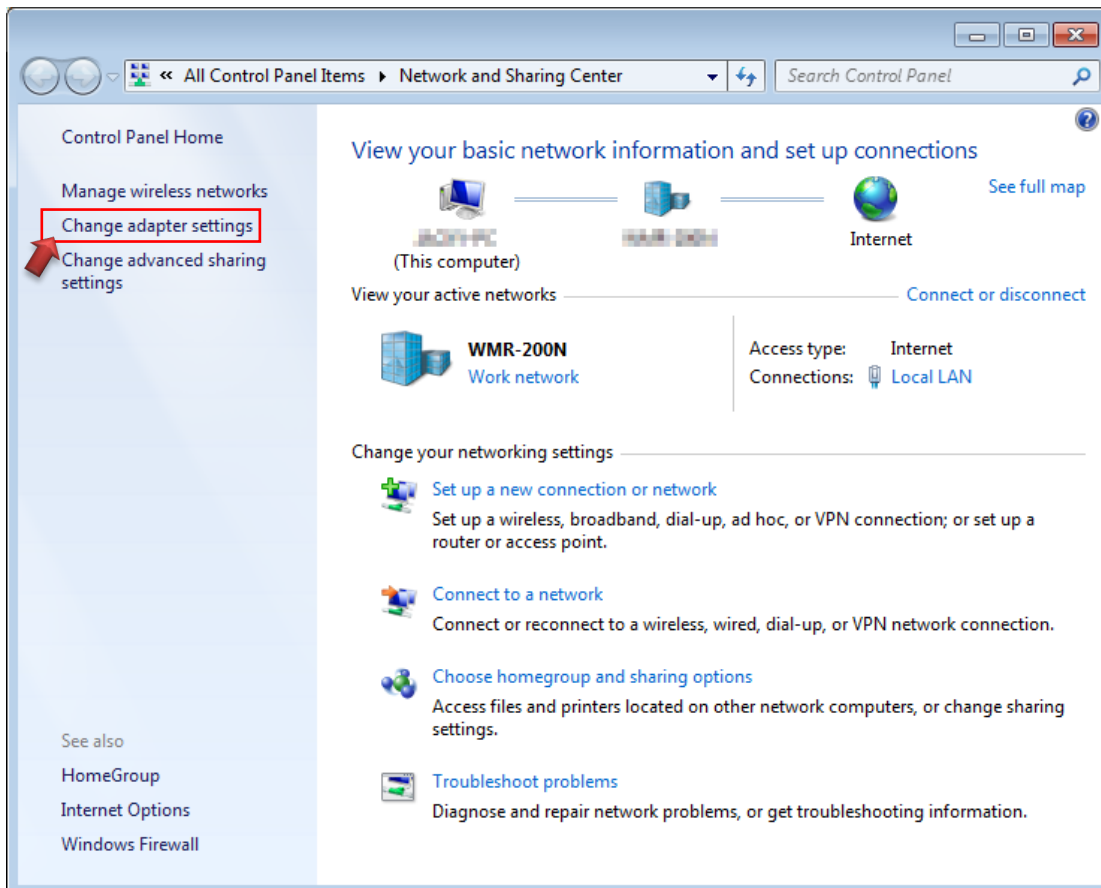 « All Control Panel Items ▸ Network and Sharing Center
Search Control Panel
Control Panel Home
Manage wireless networks
Change adapter settings
Change advanced sharing
settings
See also
HomeGroup
Internet Options
Windows Firewall
View your basic network information and set up connections
See full map
(This computer)
Internet
View your active networks
Connect or disconnect
WMR-200N
Work network
Access type: Internet
Connections: Local LAN
Change your networking settings
Set up a new connection or network
Set up a wireless, broadband, dial-up, ad hoc, or VPN connection; or set up a
router or access point.
Connect to a network
Connect or reconnect to a wireless, wired, dial-up, or VPN network connection.
Choose homegroup and sharing options
Access files and printers located on other network computers, or change sharing
settings.
Troubleshoot problems
Diagnose and repair network problems, or get troubleshooting information.